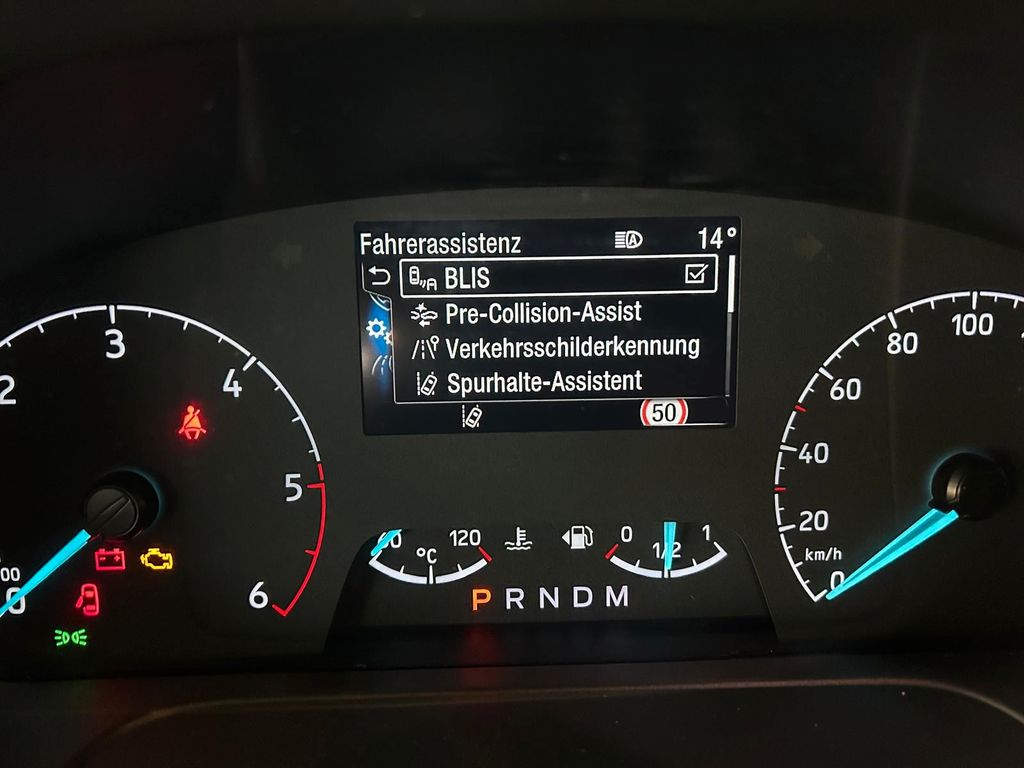 Fahrerassistenz 14°
BLIS
Pre-Collision-Assist
Verkehrsschilderkennung
Spurhalte-Assistent
50
2 3 4 5 6
120
°C
0 1/2 1
P R N D M
0 20 40 60 80 100
km/h